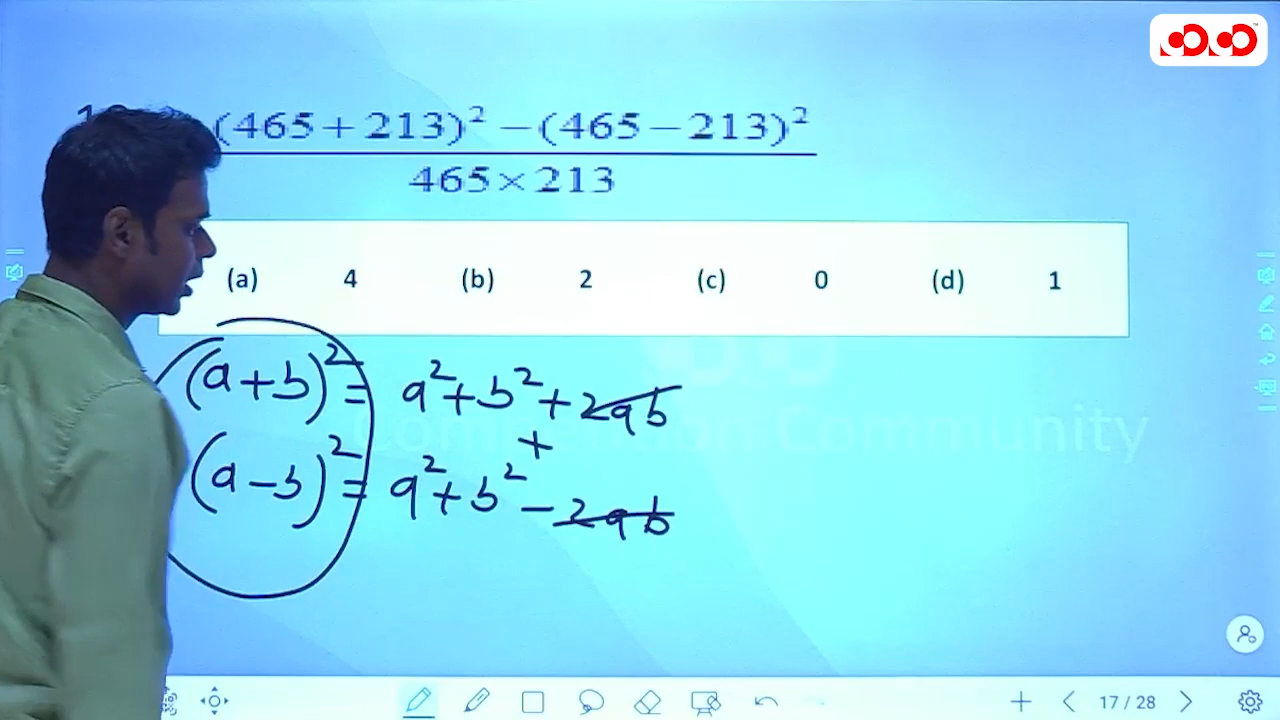 (465+213)² −(465−213)²
465×213
(a) 4 (b) 2 (c) 0 (d) 1
(a+b)² = a²+b²+2ab
+
(a−b)² = a²+b²−2ab
Community
17 / 28